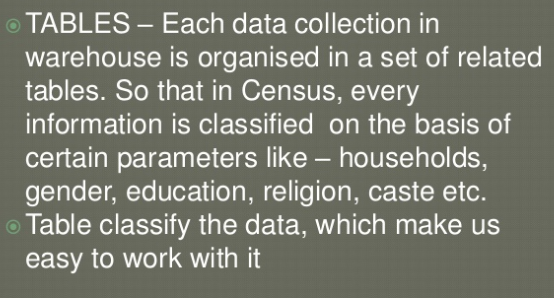 TABLES – Each data collection in
warehouse is organised in a set of related
tables. So that in Census, every
information is classified  on the basis of
certain parameters like – households,
gender, education, religion, caste etc.
Table classify the data, which make us
easy to work with it